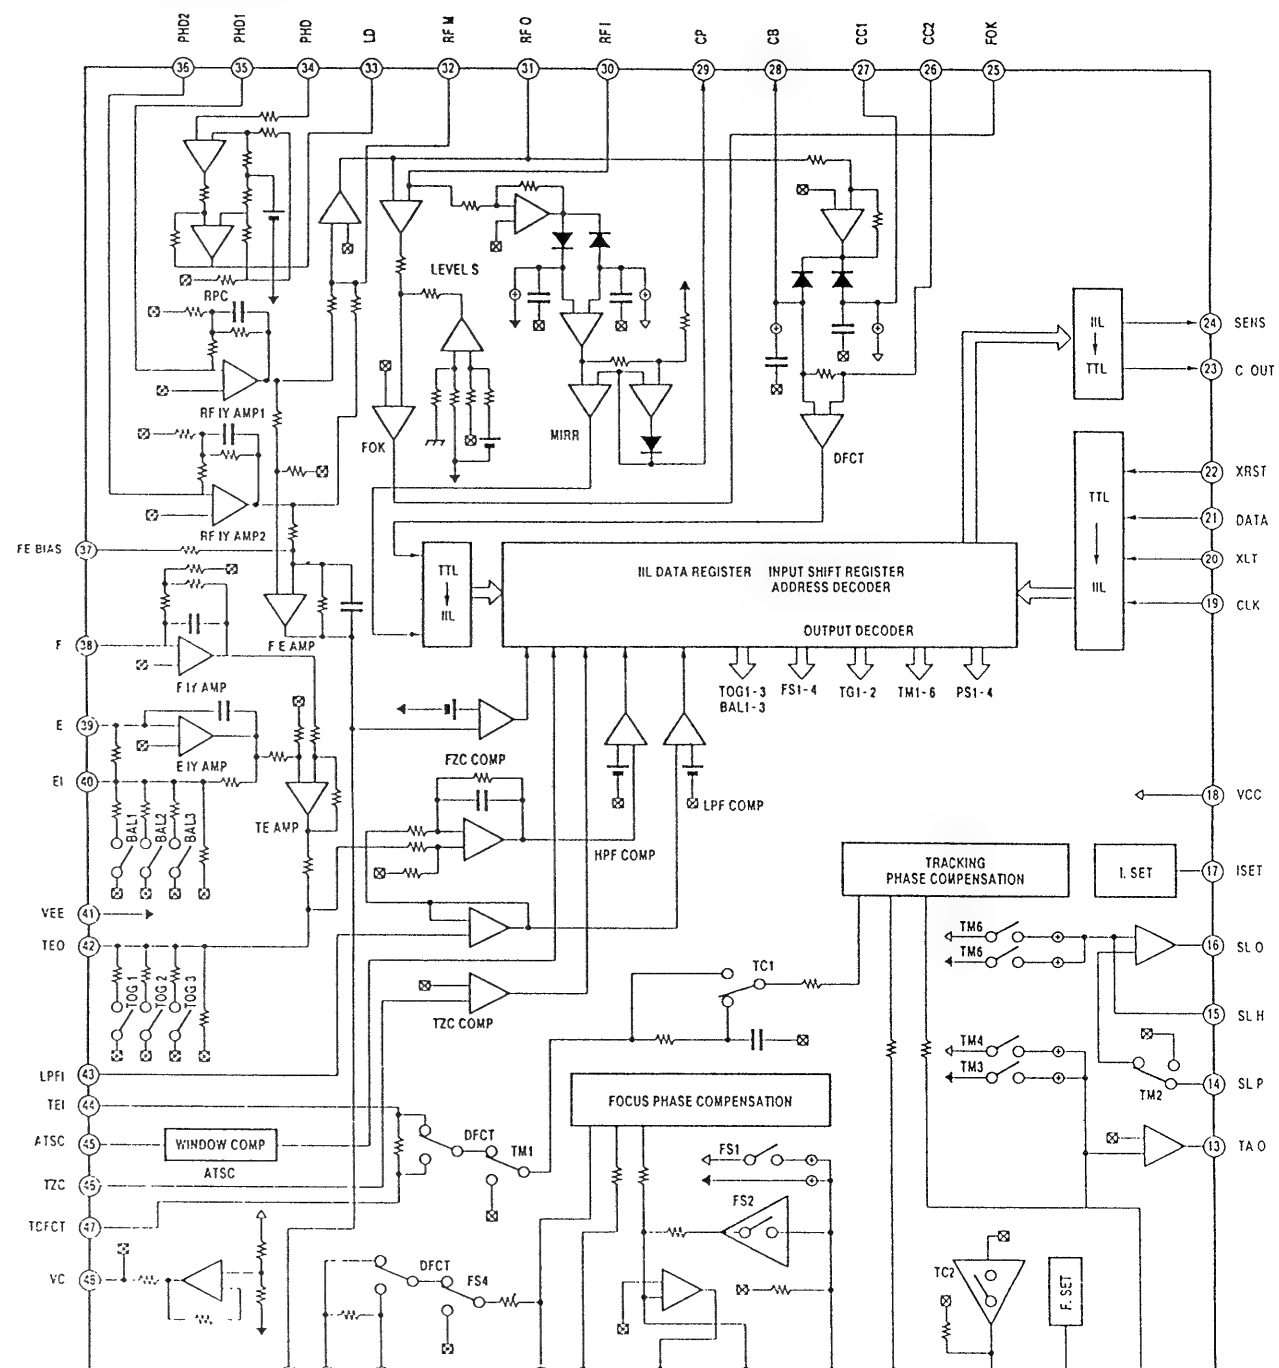 PHD2 PHD1 PHD LD RF M RF O RF I CP CB CC1 CC2 FOK
36 35 34 33 32 31 30 29 28 27 26 25
LEVEL S
RPC
RF IY AMP1
FOK
MIRR
DFCT
RF IY AMP2
IIL
TTL
24 SENS
23 C OUT
TTL
IIL
22 XRST
21 DATA
20 XLT
19 CLK
FE BIAS 37
TTL
IIL
IIL DATA REGISTER INPUT SHIFT REGISTER
ADDRESS DECODER
OUTPUT DECODER
F 38
F E AMP
F IY AMP
TOG1-3
BAL1-3
FS1-4
TG1-2
TM1-6
PS1-4
E 39
E IY AMP
FZC COMP
EI 40
LPF COMP
18 VCC
TE AMP
BAL1 BAL2 BAL3
HPF COMP
TRACKING
PHASE COMPENSATION
I. SET
17 ISET
VEE 41
TEO 42
TM6
TM6
16 SL O
TOG 1 TOG 2 TOG 3
TZC COMP
TC1
15 SL H
TM4
TM3
TM2
14 SL P
LPFI 43
TEI 44
FOCUS PHASE COMPENSATION
ATSC 45
WINDOW COMP
ATSC
DFCT
TM1
FS1
13 TA O
TZC
FS2
47
VC
DFCT
FS4
TC2
F. SET